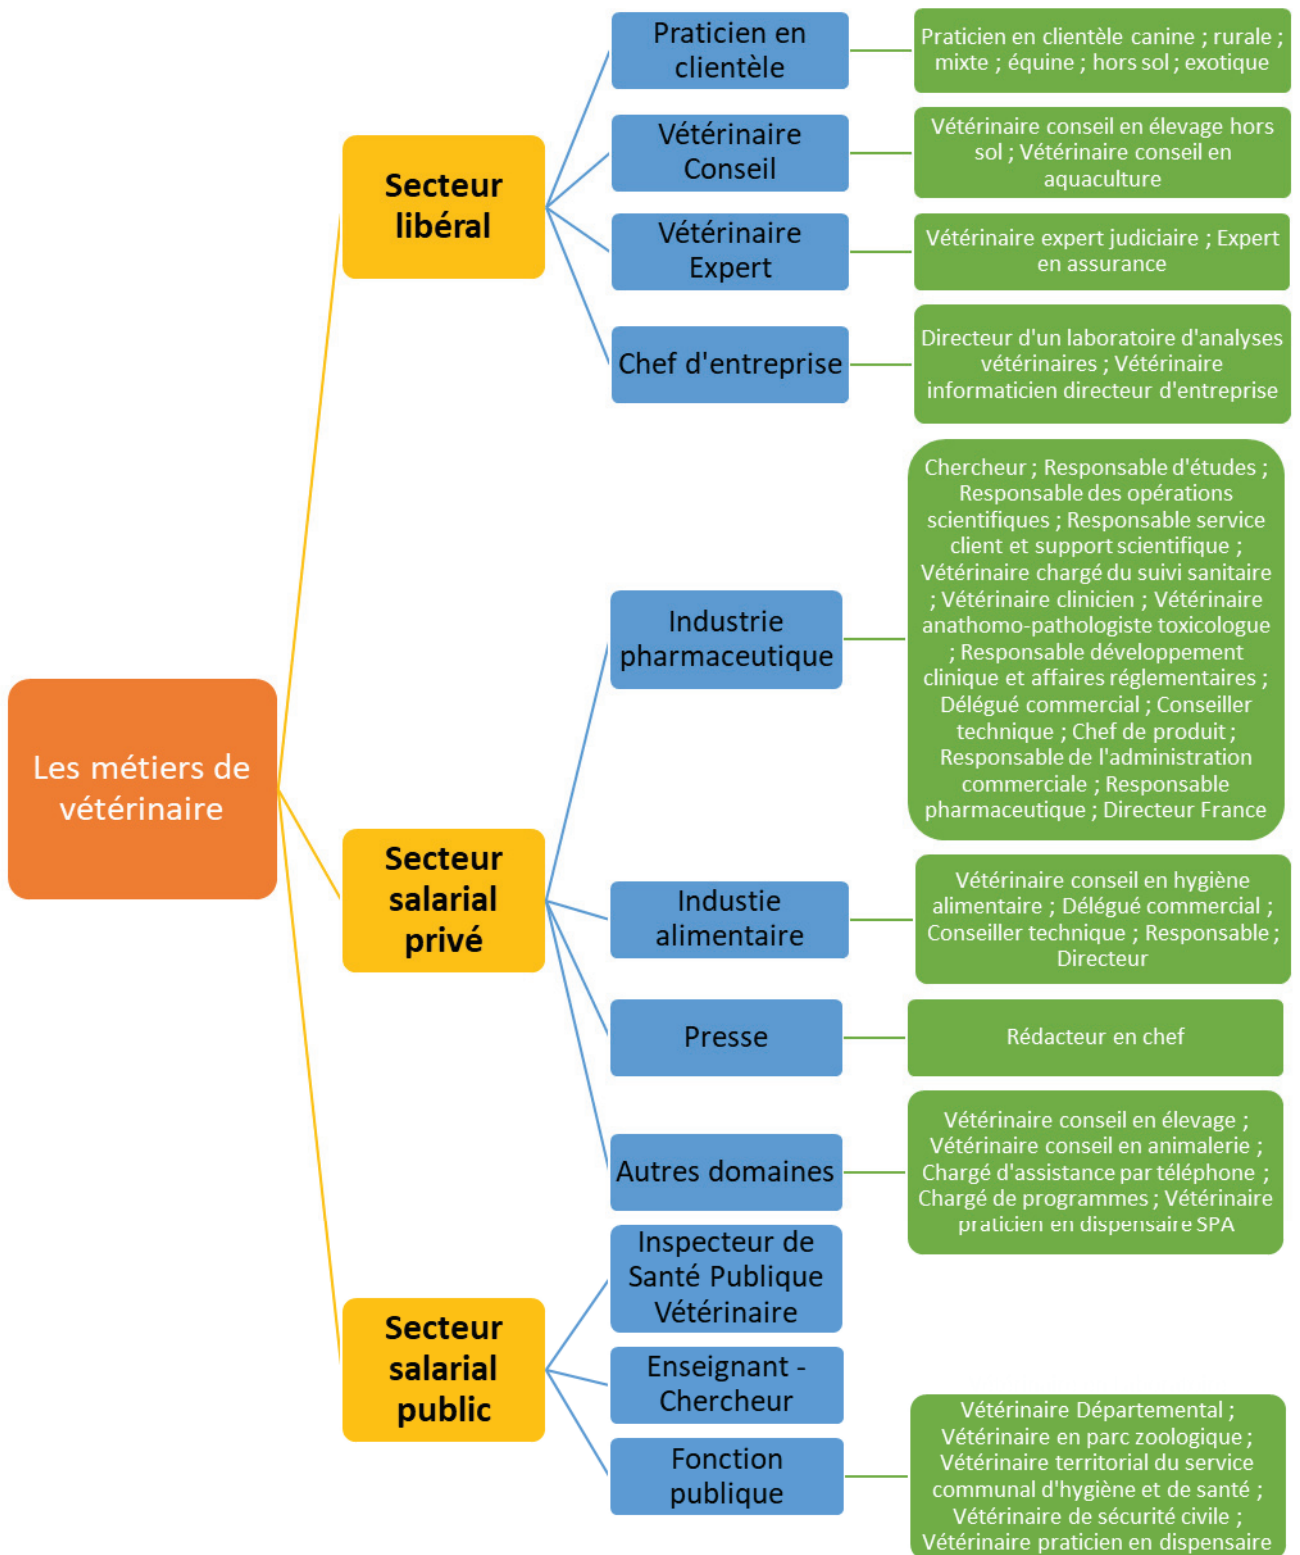 Les métiers de
vétérinaire
Secteur
libéral
Praticien en
clientèle
Praticien en clientèle canine ; rurale ;
mixte ; équine ; hors sol ; exotique
Vétérinaire
Conseil
Vétérinaire conseil en élevage hors
sol ; Vétérinaire conseil en
aquaculture
Vétérinaire
Expert
Vétérinaire expert judiciaire ; Expert
en assurance
Chef d'entreprise
Directeur d'un laboratoire d'analyses
vétérinaires ; Vétérinaire
informaticien directeur d'entreprise
Secteur
salarial
privé
Industrie
pharmaceutique
Chercheur ; Responsable d'études ;
Responsable des opérations
scientifiques ; Responsable service
client et support scientifique ;
Vétérinaire chargé du suivi sanitaire
; Vétérinaire clinicien ; Vétérinaire
anathomo-pathologiste toxicologue
; Responsable développement
clinique et affaires réglementaires ;
Délégué commercial ; Conseiller
technique ; Chef de produit ;
Responsable de l'administration
commerciale ; Responsable
pharmaceutique ; Directeur France
Industie
alimentaire
Vétérinaire conseil en hygiène
alimentaire ; Délégué commercial ;
Conseiller technique ; Responsable ;
Directeur
Presse
Rédacteur en chef
Autres domaines
Vétérinaire conseil en élevage ;
Vétérinaire conseil en animalerie ;
Chargé d'assistance par téléphone ;
Chargé de programmes ; Vétérinaire
praticien en dispensaire SPA
Secteur
salarial
public
Inspecteur de
Santé Publique
Vétérinaire
Enseignant -
Chercheur
Fonction
publique
Vétérinaire Départemental ;
Vétérinaire en parc zoologique ;
Vétérinaire territorial du service
communal d'hygiène et de santé ;
Vétérinaire de sécurité civile ;
Vétérinaire praticien en dispensaire